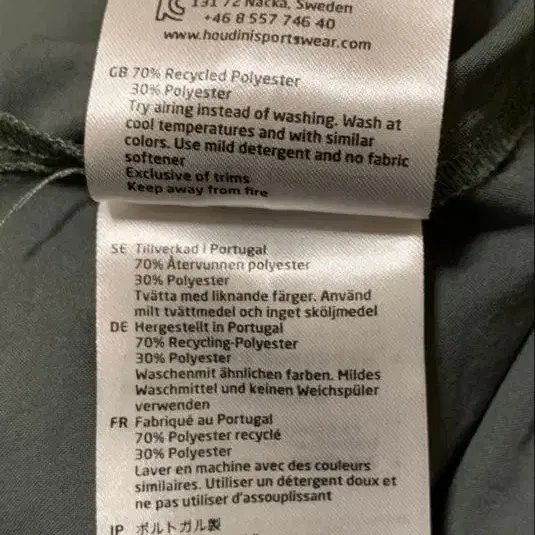 131 72 Nacka, Sweden
+46 8 557 746 40
www.houdinisportswear.com
GB 70% Recycled Polyester
30% Polyester
Try airing instead of washing. Wash at
cool temperatures and with similar
colors. Use mild detergent and no fabric
softener
Exclusive of trims
Keep away from fire
SE Tillverkad i Portugal
70% Återvunnen polyester
30% Polyester
Tvätta med liknande färger. Använd
milt tvättmedel och inget sköljmedel
DE Hergestellt in Portugal
70% Recycling-Polyester
30% Polyester
Waschenmit ähnlichen farben. Mildes
Waschmittel und keinen Weichspüler
verwenden
FR Fabriqué au Portugal
70% Polyester recyclé
30% Polyester
Laver en machine avec des couleurs
similaires. Utiliser un détergent doux et
ne pas utiliser d'assouplissant
JP ポルトガル製